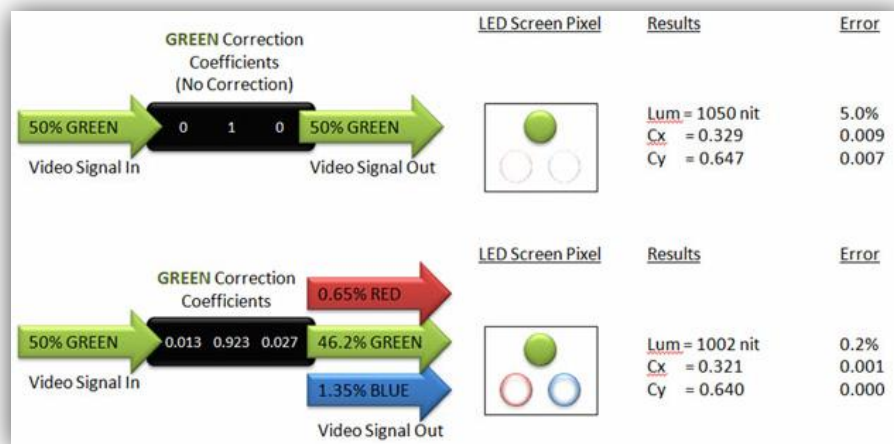 LED Screen Pixel Results Error
GREEN Correction
Coefficients
(No Correction)
50% GREEN 0 1 0 50% GREEN
Video Signal In Video Signal Out
Lum = 1050 nit 5.0%
Cx = 0.329 0.009
Cy = 0.647 0.007
LED Screen Pixel Results Error
GREEN Correction
Coefficients
0.65% RED
50% GREEN 0.013 0.923 0.027 46.2% GREEN
Video Signal In
1.35% BLUE
Video Signal Out
Lum = 1002 nit 0.2%
Cx = 0.321 0.001
Cy = 0.640 0.000